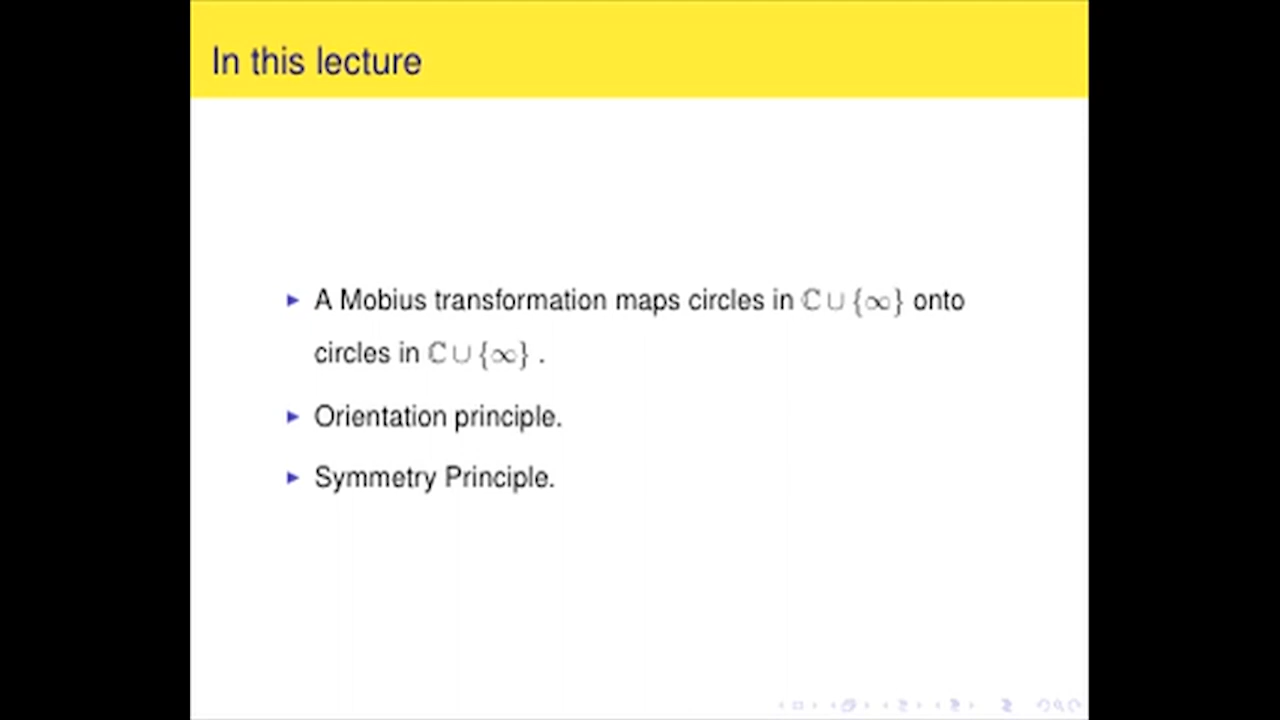 In this lecture
A Mobius transformation maps circles in ℂ ∪ {∞} onto
circles in ℂ ∪ {∞} .
Orientation principle.
Symmetry Principle.